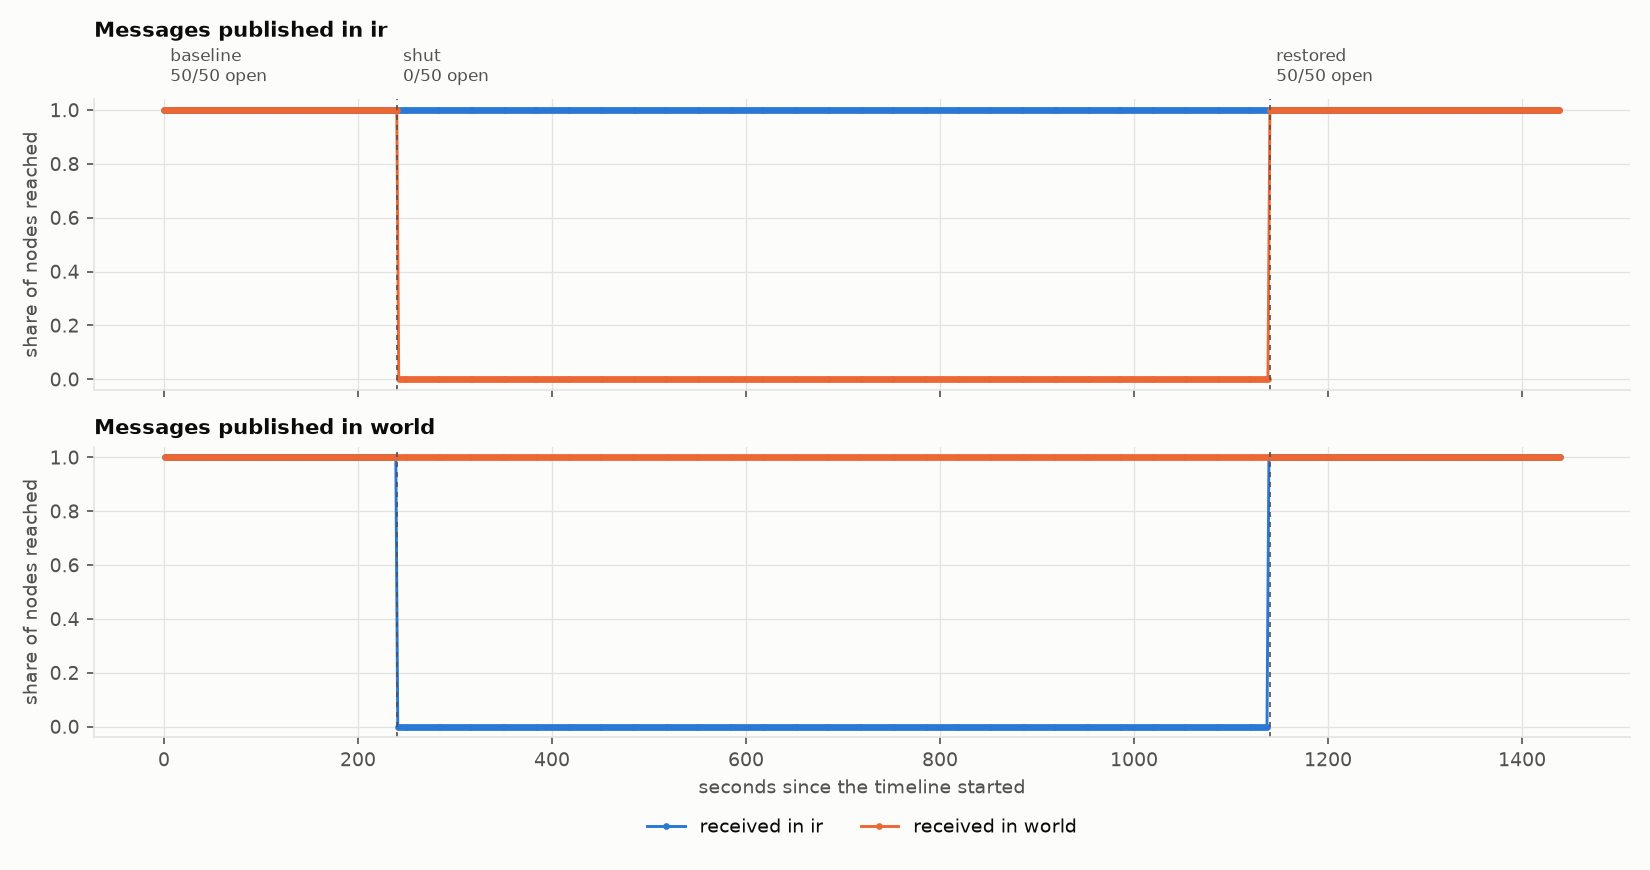 Messages published in ir
baseline
50/50 open
shut
0/50 open
restored
50/50 open
share of nodes reached
1.0
0.8
0.6
0.4
0.2
0.0
Messages published in world
share of nodes reached
1.0
0.8
0.6
0.4
0.2
0.0
0 200 400 600 800 1000 1200 1400
seconds since the timeline started
received in ir received in world